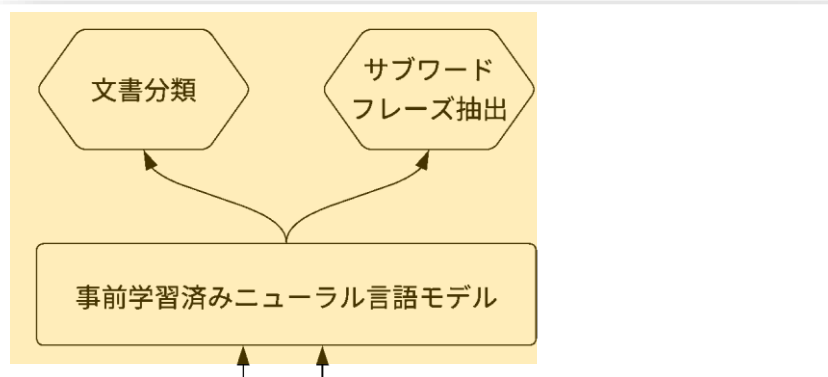 文書分類
サブワード
フレーズ抽出
事前学習済みニューラル言語モデル